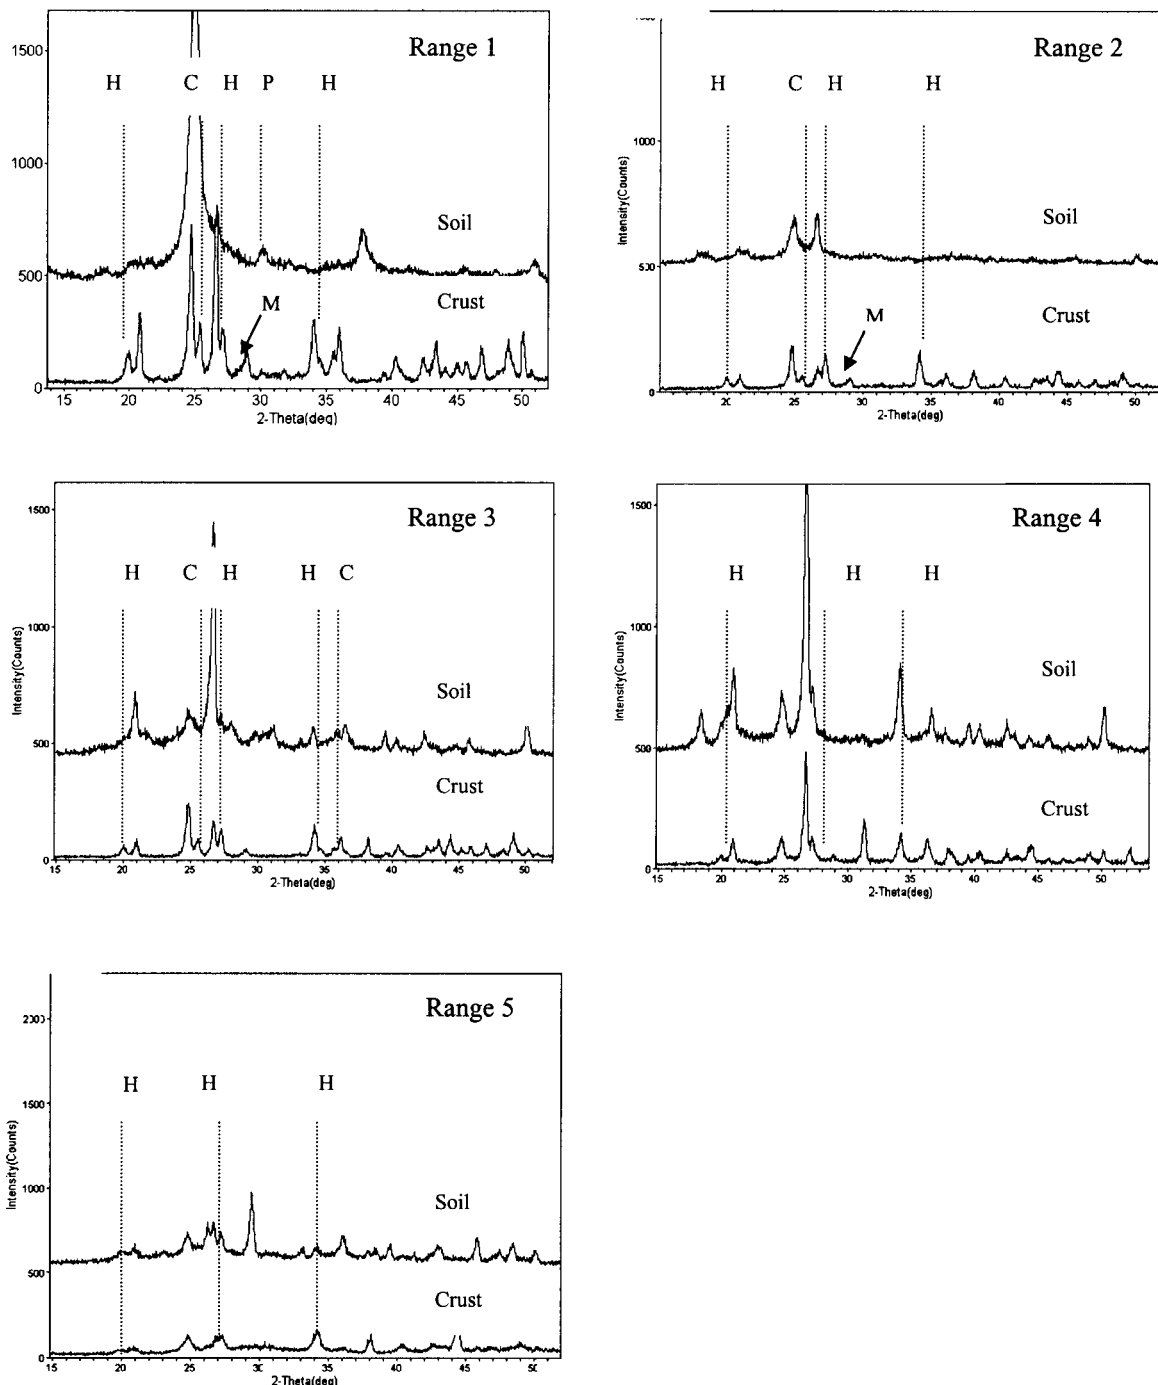 Range 1
1500
H C H P H
1000
Soil
500
Crust
M
0
15 20 25 30 35 40 45 50
2-Theta(deg)
Range 2
H C H H
1000
Intensity(Counts)
Soil
500
M
Crust
0
15 20 25 30 35 40 45 50
2-Theta(deg)
Range 3
1500
H C H H C
1000
Intensity(Counts)
Soil
500
Crust
0
15 20 25 30 35 40 45 50
2-Theta(deg)
Range 4
1500
H H H
1000
Intensity(Counts)
Soil
500
Crust
0
15 20 25 30 35 40 45 50
2-Theta(deg)
Range 5
H H H
1500
Intensity(Counts)
1000
Soil
500
Crust
0
15 20 25 35 40 45 50
2-Theta(deg)